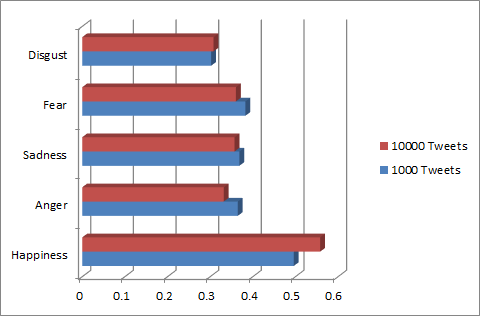 Disgust
Fear
Sadness
Anger
Happiness
0 0.1 0.2 0.3 0.4 0.5 0.6
10000 Tweets
1000 Tweets